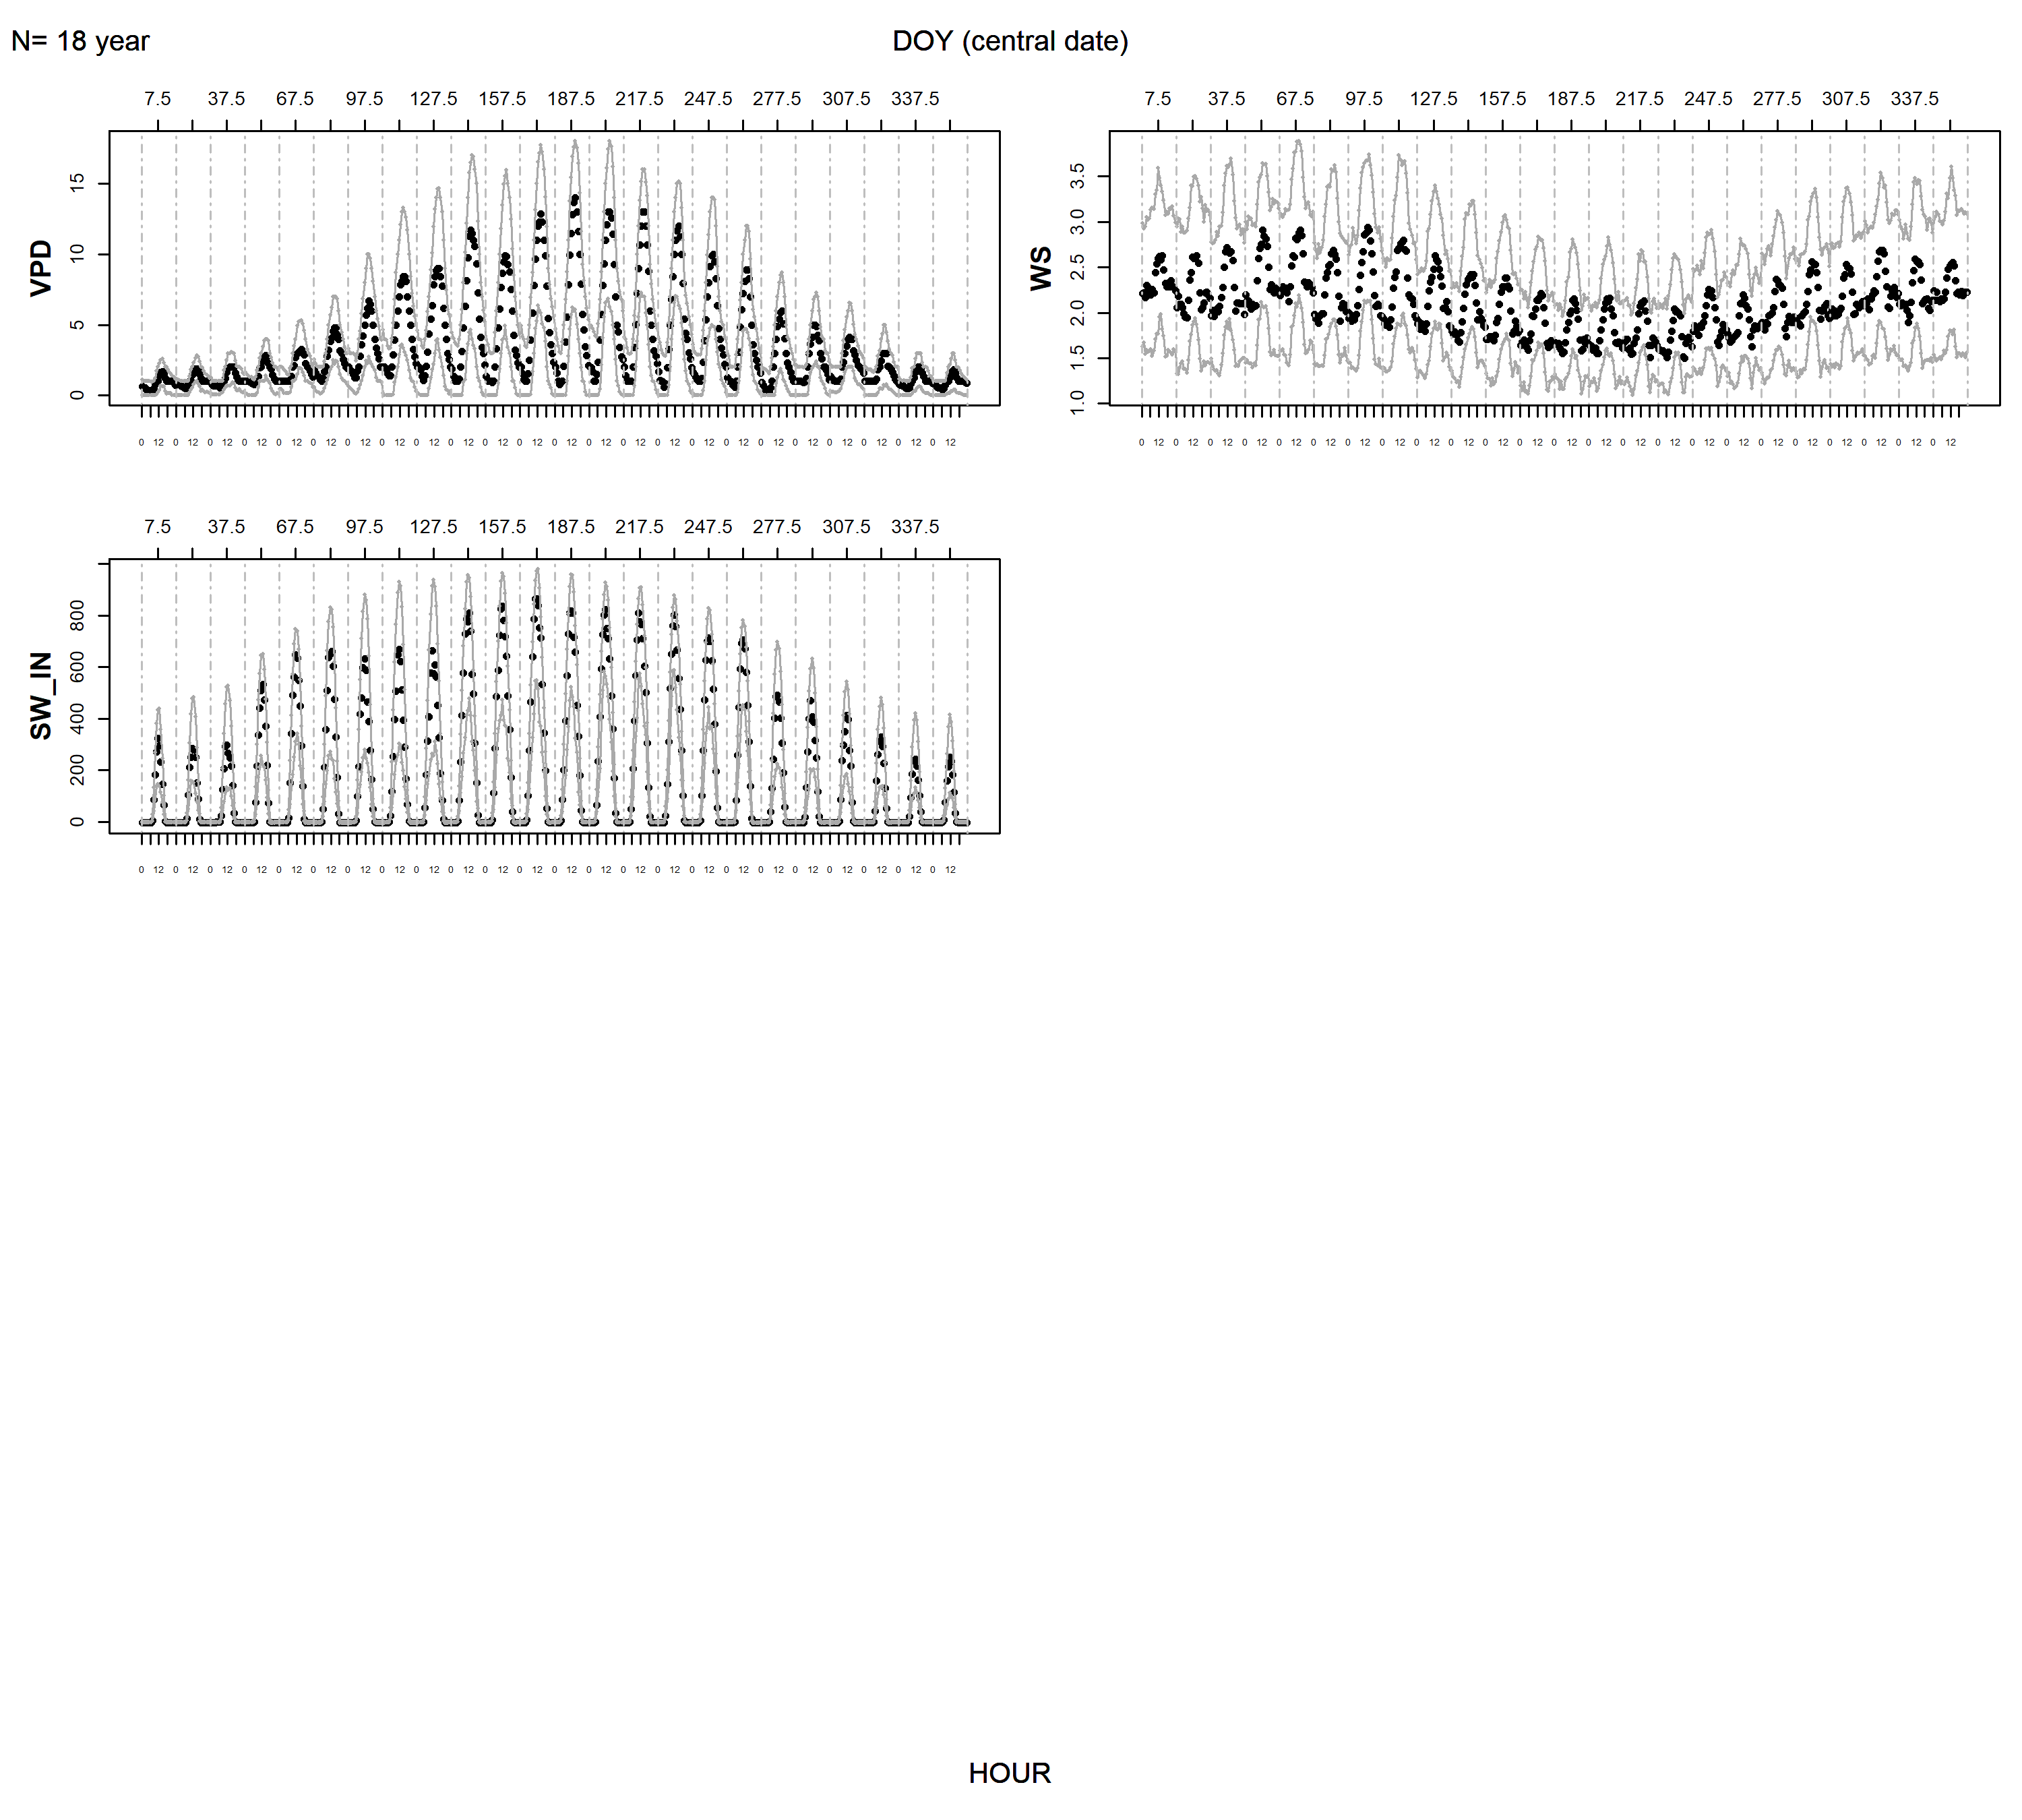 N= 18 year
DOY (central date)
7.5 37.5 67.5 97.5 127.5 157.5 187.5 217.5 247.5 277.5 307.5 337.5
VPD
15
10
5
0
0 12 0 12 0 12 0 12 0 12 0 12 0 12 0 12 0 12 0 12 0 12 0 12 0 12 0 12 0 12 0 12 0 12 0 12 0 12 0 12 0 12 0 12 0 12 0 12
7.5 37.5 67.5 97.5 127.5 157.5 187.5 217.5 247.5 277.5 307.5 337.5
WS
3.5
3.0
2.5
2.0
1.5
1.0
0 12 0 12 0 12 0 12 0 12 0 12 0 12 0 12 0 12 0 12 0 12 0 12 0 12 0 12 0 12 0 12 0 12 0 12 0 12 0 12 0 12 0 12 0 12 0 12
7.5 37.5 67.5 97.5 127.5 157.5 187.5 217.5 247.5 277.5 307.5 337.5
SW_IN
800
600
400
200
0
0 12 0 12 0 12 0 12 0 12 0 12 0 12 0 12 0 12 0 12 0 12 0 12 0 12 0 12 0 12 0 12 0 12 0 12 0 12 0 12 0 12 0 12 0 12 0 12
HOUR